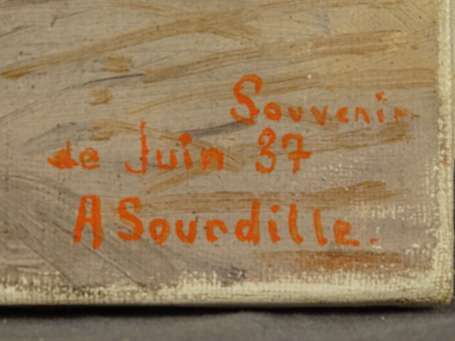 Souvenir
de Juin 37
A Sourdille.